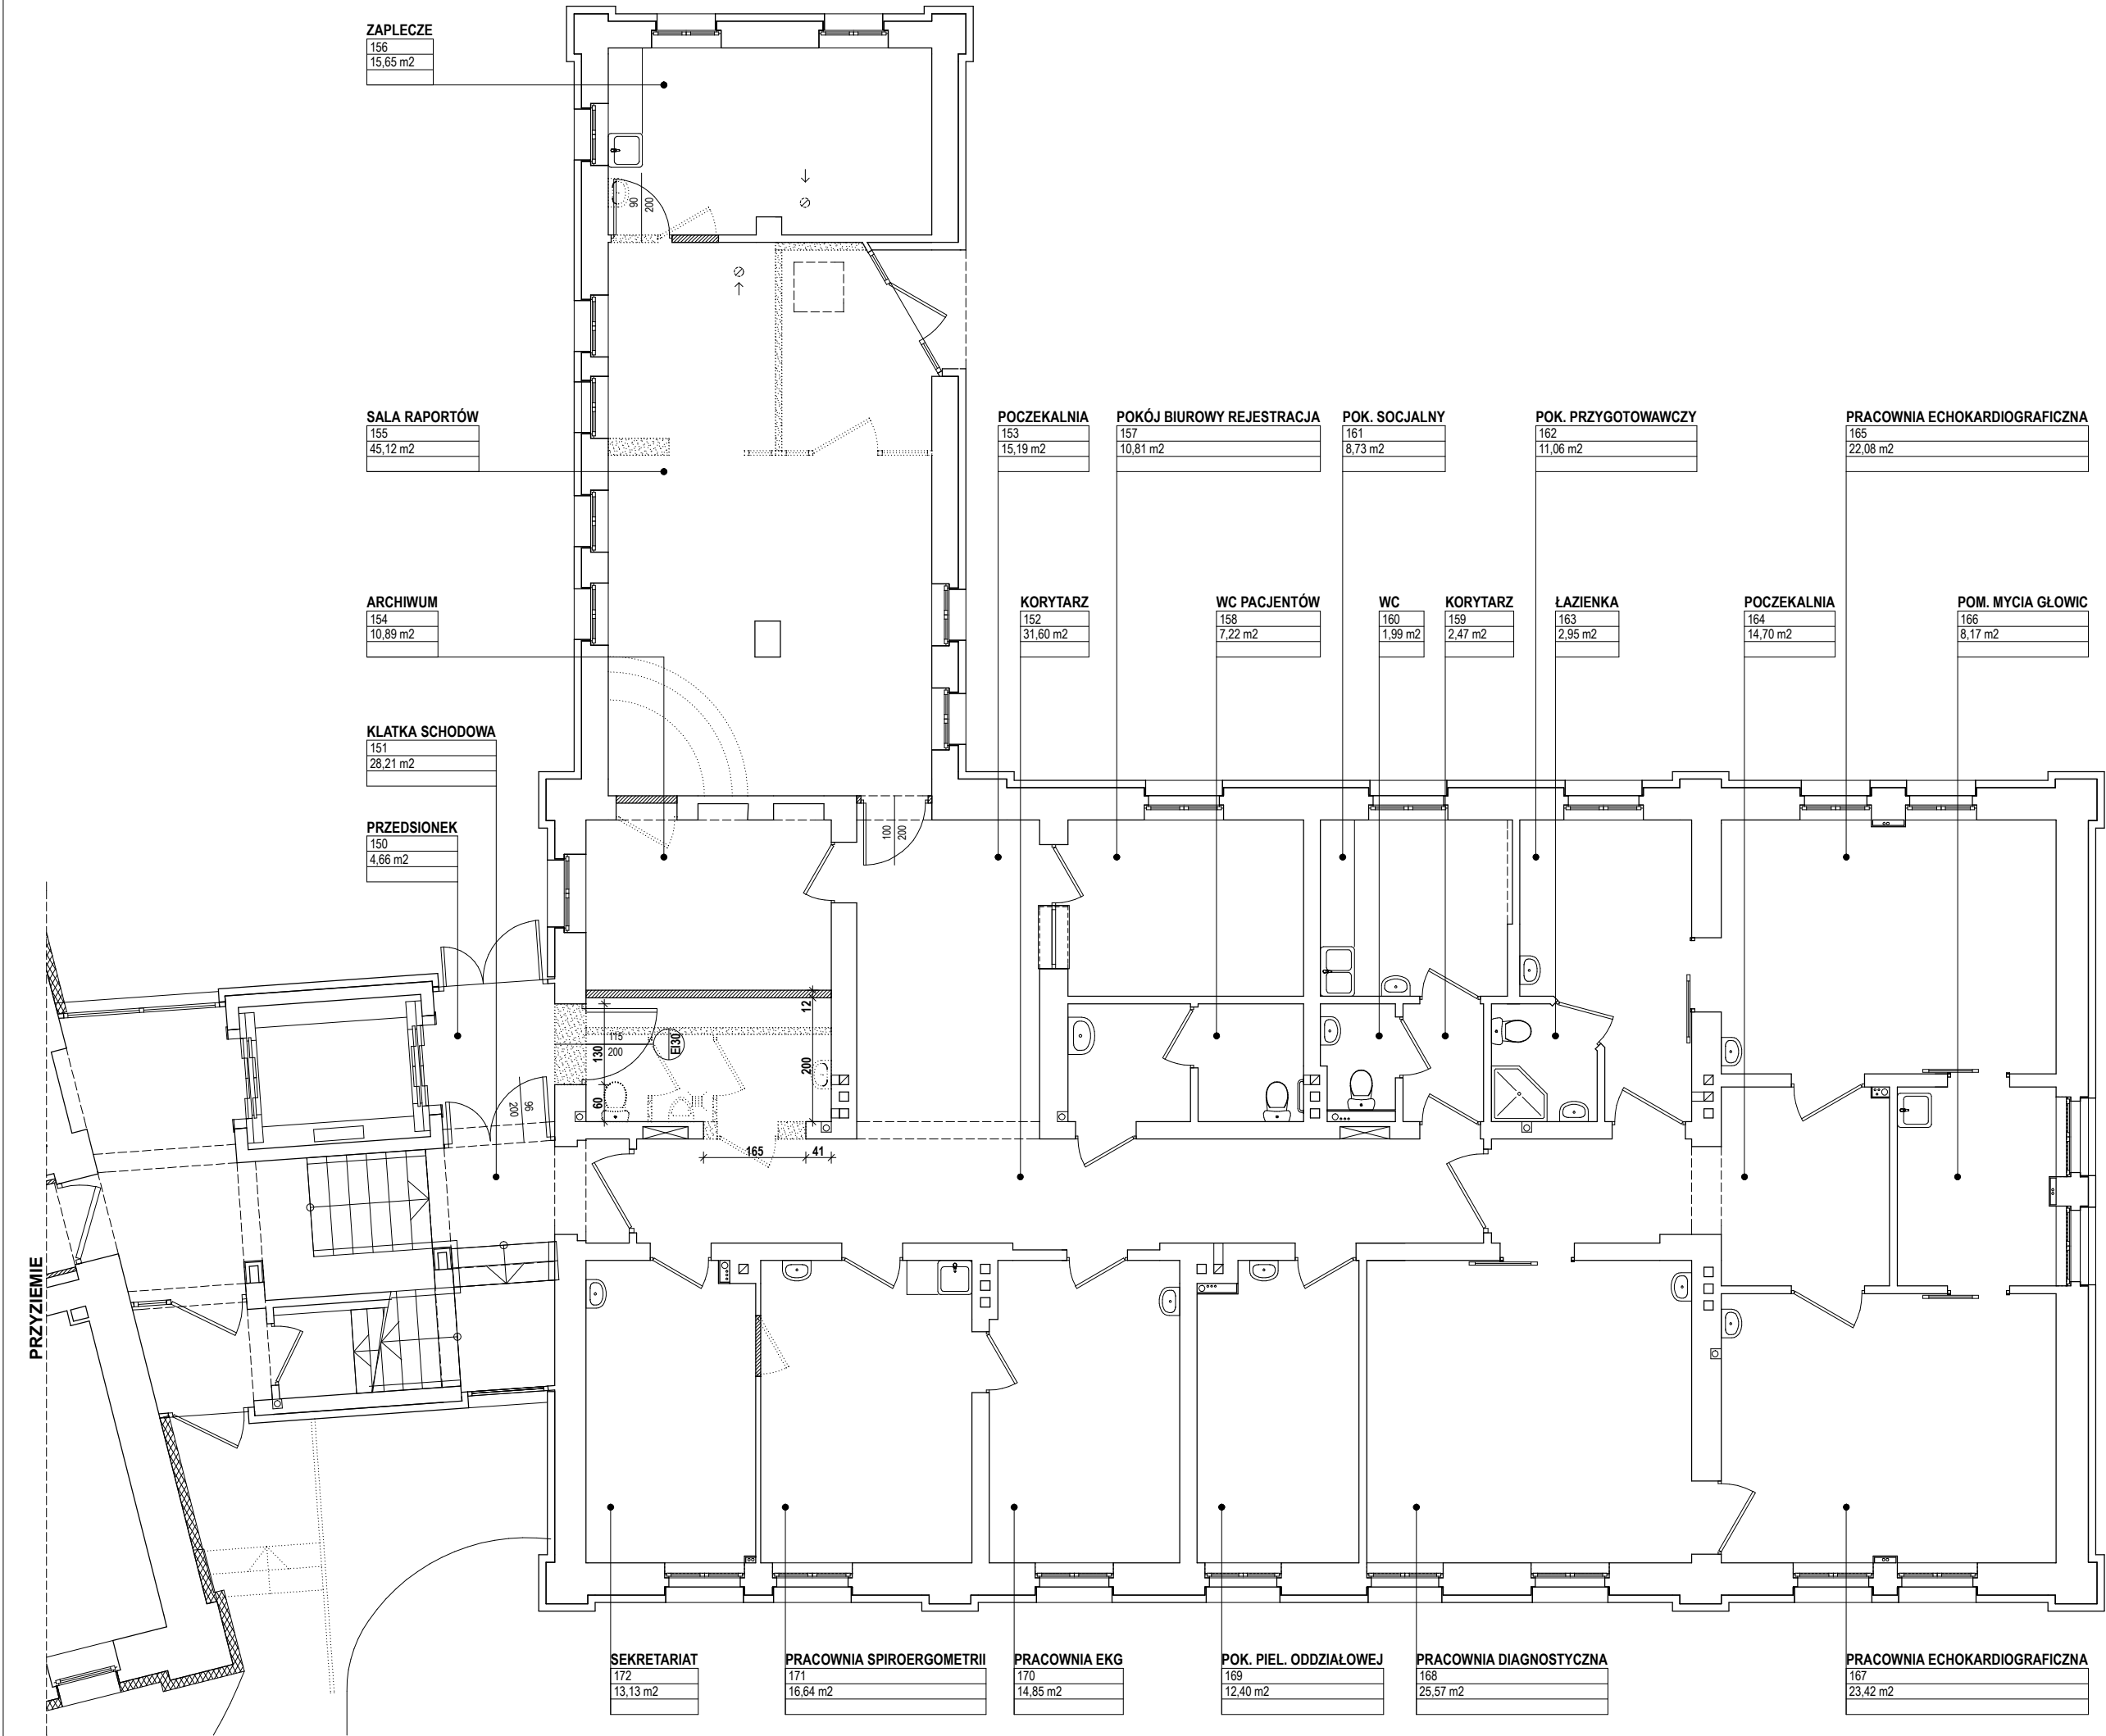 ZAPLECZE
156
15,65 m2
90
200
SALA RAPORTÓW
155
45,12 m2
POCZEKALNIA
153
15,19 m2
POKÓJ BIUROWY REJESTRACJA
157
10,81 m2
POK. SOCJALNY
161
8,73 m2
POK. PRZYGOTOWAWCZY
162
11,06 m2
PRACOWNIA ECHOKARDIOGRAFICZNA
165
22,08 m2
ARCHIWUM
154
10,89 m2
KORYTARZ
152
31,60 m2
WC PACJENTÓW
158
7,22 m2
WC
160
1,99 m2
KORYTARZ
159
2,47 m2
ŁAZIENKA
163
2,95 m2
POCZEKALNIA
164
14,70 m2
POM. MYCIA GŁOWIC
166
8,17 m2
KLATKA SCHODOWA
151
28,21 m2
PRZEDSIONEK
150
4,66 m2
100
200
12
115
200
130
EI30
200
60
96
200
165
41
PRZYZIEMIE
SEKRETARIAT
172
13,13 m2
PRACOWNIA SPIROERGOMETRII
171
16,64 m2
PRACOWNIA EKG
170
14,85 m2
POK. PIEL. ODDZIAŁOWEJ
169
12,40 m2
PRACOWNIA DIAGNOSTYCZNA
168
25,57 m2
PRACOWNIA ECHOKARDIOGRAFICZNA
167
23,42 m2